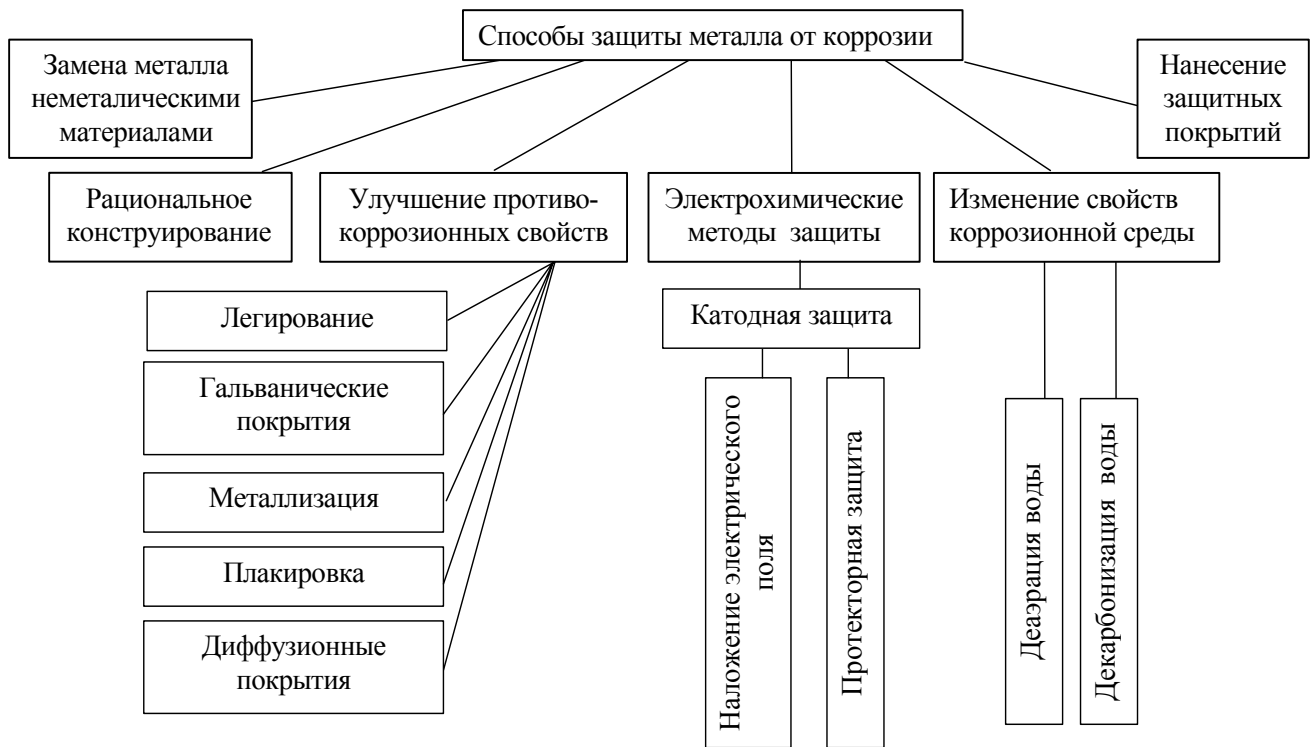 Способы защиты металла от коррозии
Замена металла
неметалическими
материалами
Нанесение
защитных
покрытий
Рациональное
конструирование
Улучшение противо-
коррозионных свойств
Электрохимические
методы защиты
Изменение свойств
коррозионной среды
Легирование
Гальванические
покрытия
Металлизация
Плакировка
Диффузионные
покрытия
Катодная защита
Наложение электрического
поля
Протекторная защита
Деаэрация воды
Декарбонизация воды